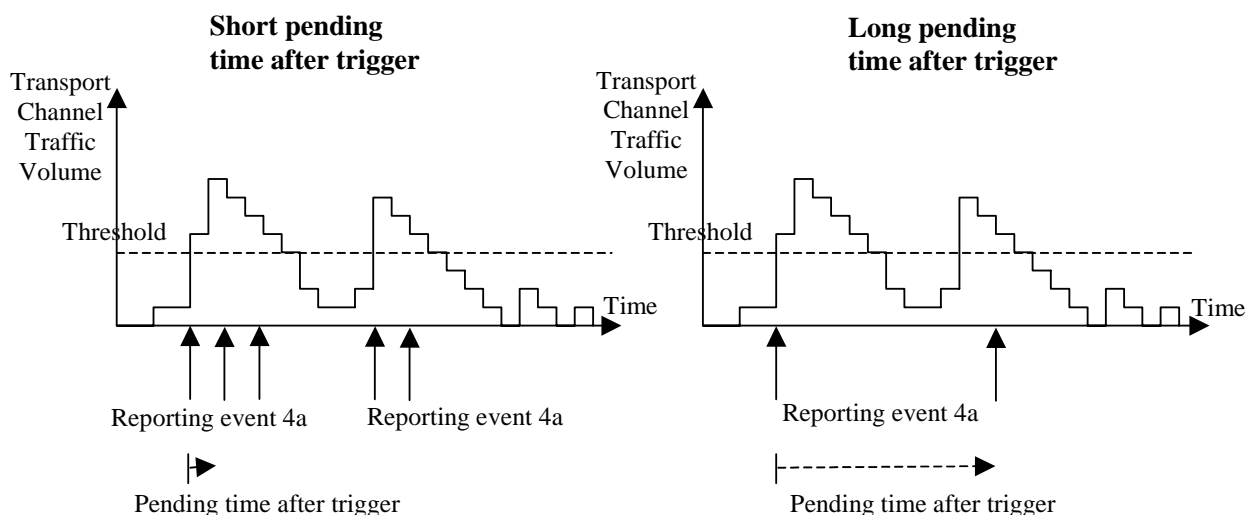 Short pending
time after trigger
Transport
Channel
Traffic
Volume
Threshold
Time
Reporting event 4a
Reporting event 4a
Pending time after trigger
Long pending
time after trigger
Transport
Channel
Traffic
Volume
Threshold
Time
Reporting event 4a
Pending time after trigger